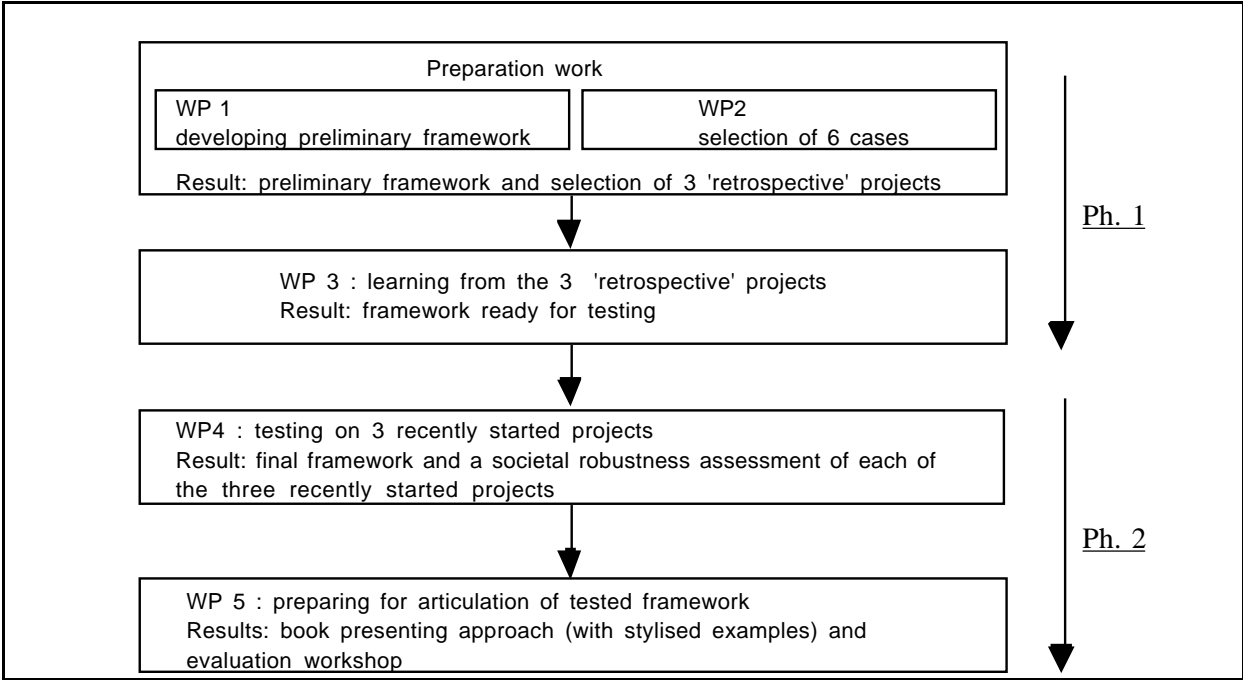 Preparation work
WP 1
developing preliminary framework
WP2
selection of 6 cases
Result: preliminary framework and selection of 3 'retrospective' projects
Ph. 1
WP 3 : learning from the 3 'retrospective' projects
Result: framework ready for testing
WP4 : testing on 3 recently started projects
Result: final framework and a societal robustness assessment of each of
the three recently started projects
Ph. 2
WP 5 : preparing for articulation of tested framework
Results: book presenting approach (with stylised examples) and
evaluation workshop